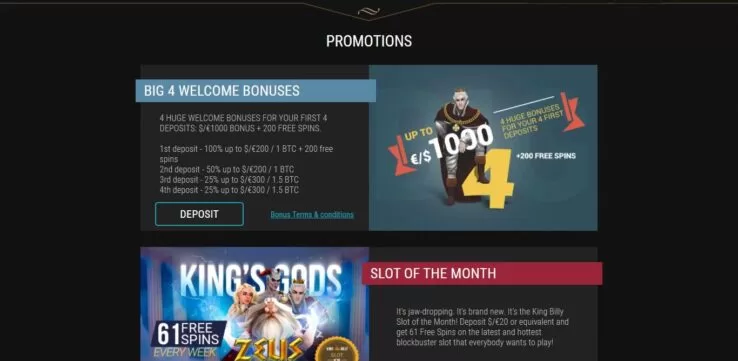 PROMOTIONS
BIG 4 WELCOME BONUSES
4 HUGE WELCOME BONUSES FOR YOUR FIRST 4
DEPOSITS: $/€1000 BONUS + 200 FREE SPINS.
1st deposit - 100% up to $/€200 / 1 BTC + 200 free
spins
2nd deposit - 50% up to $/€200 / 1 BTC
3rd deposit - 25% up to $/€300 / 1.5 BTC
4th deposit - 25% up to $/€300 / 1.5 BTC
DEPOSIT
Bonus Terms & conditions
UP TO
€/$1000
4 HUGE BONUSES
FOR YOUR 4 FIRST
DEPOSITS
4
+200 FREE SPINS
KING'S GODS
61 FREE
SPINS
EVERY WEEK
ZEUS
SLOT
SLOT OF THE MONTH
It's jaw-dropping. It's brand new. It's the King Billy
Slot of the Month! Deposit $/€20 or equivalent and
get 61 Free Spins on the latest and hottest
blockbuster slot that everybody wants to play!